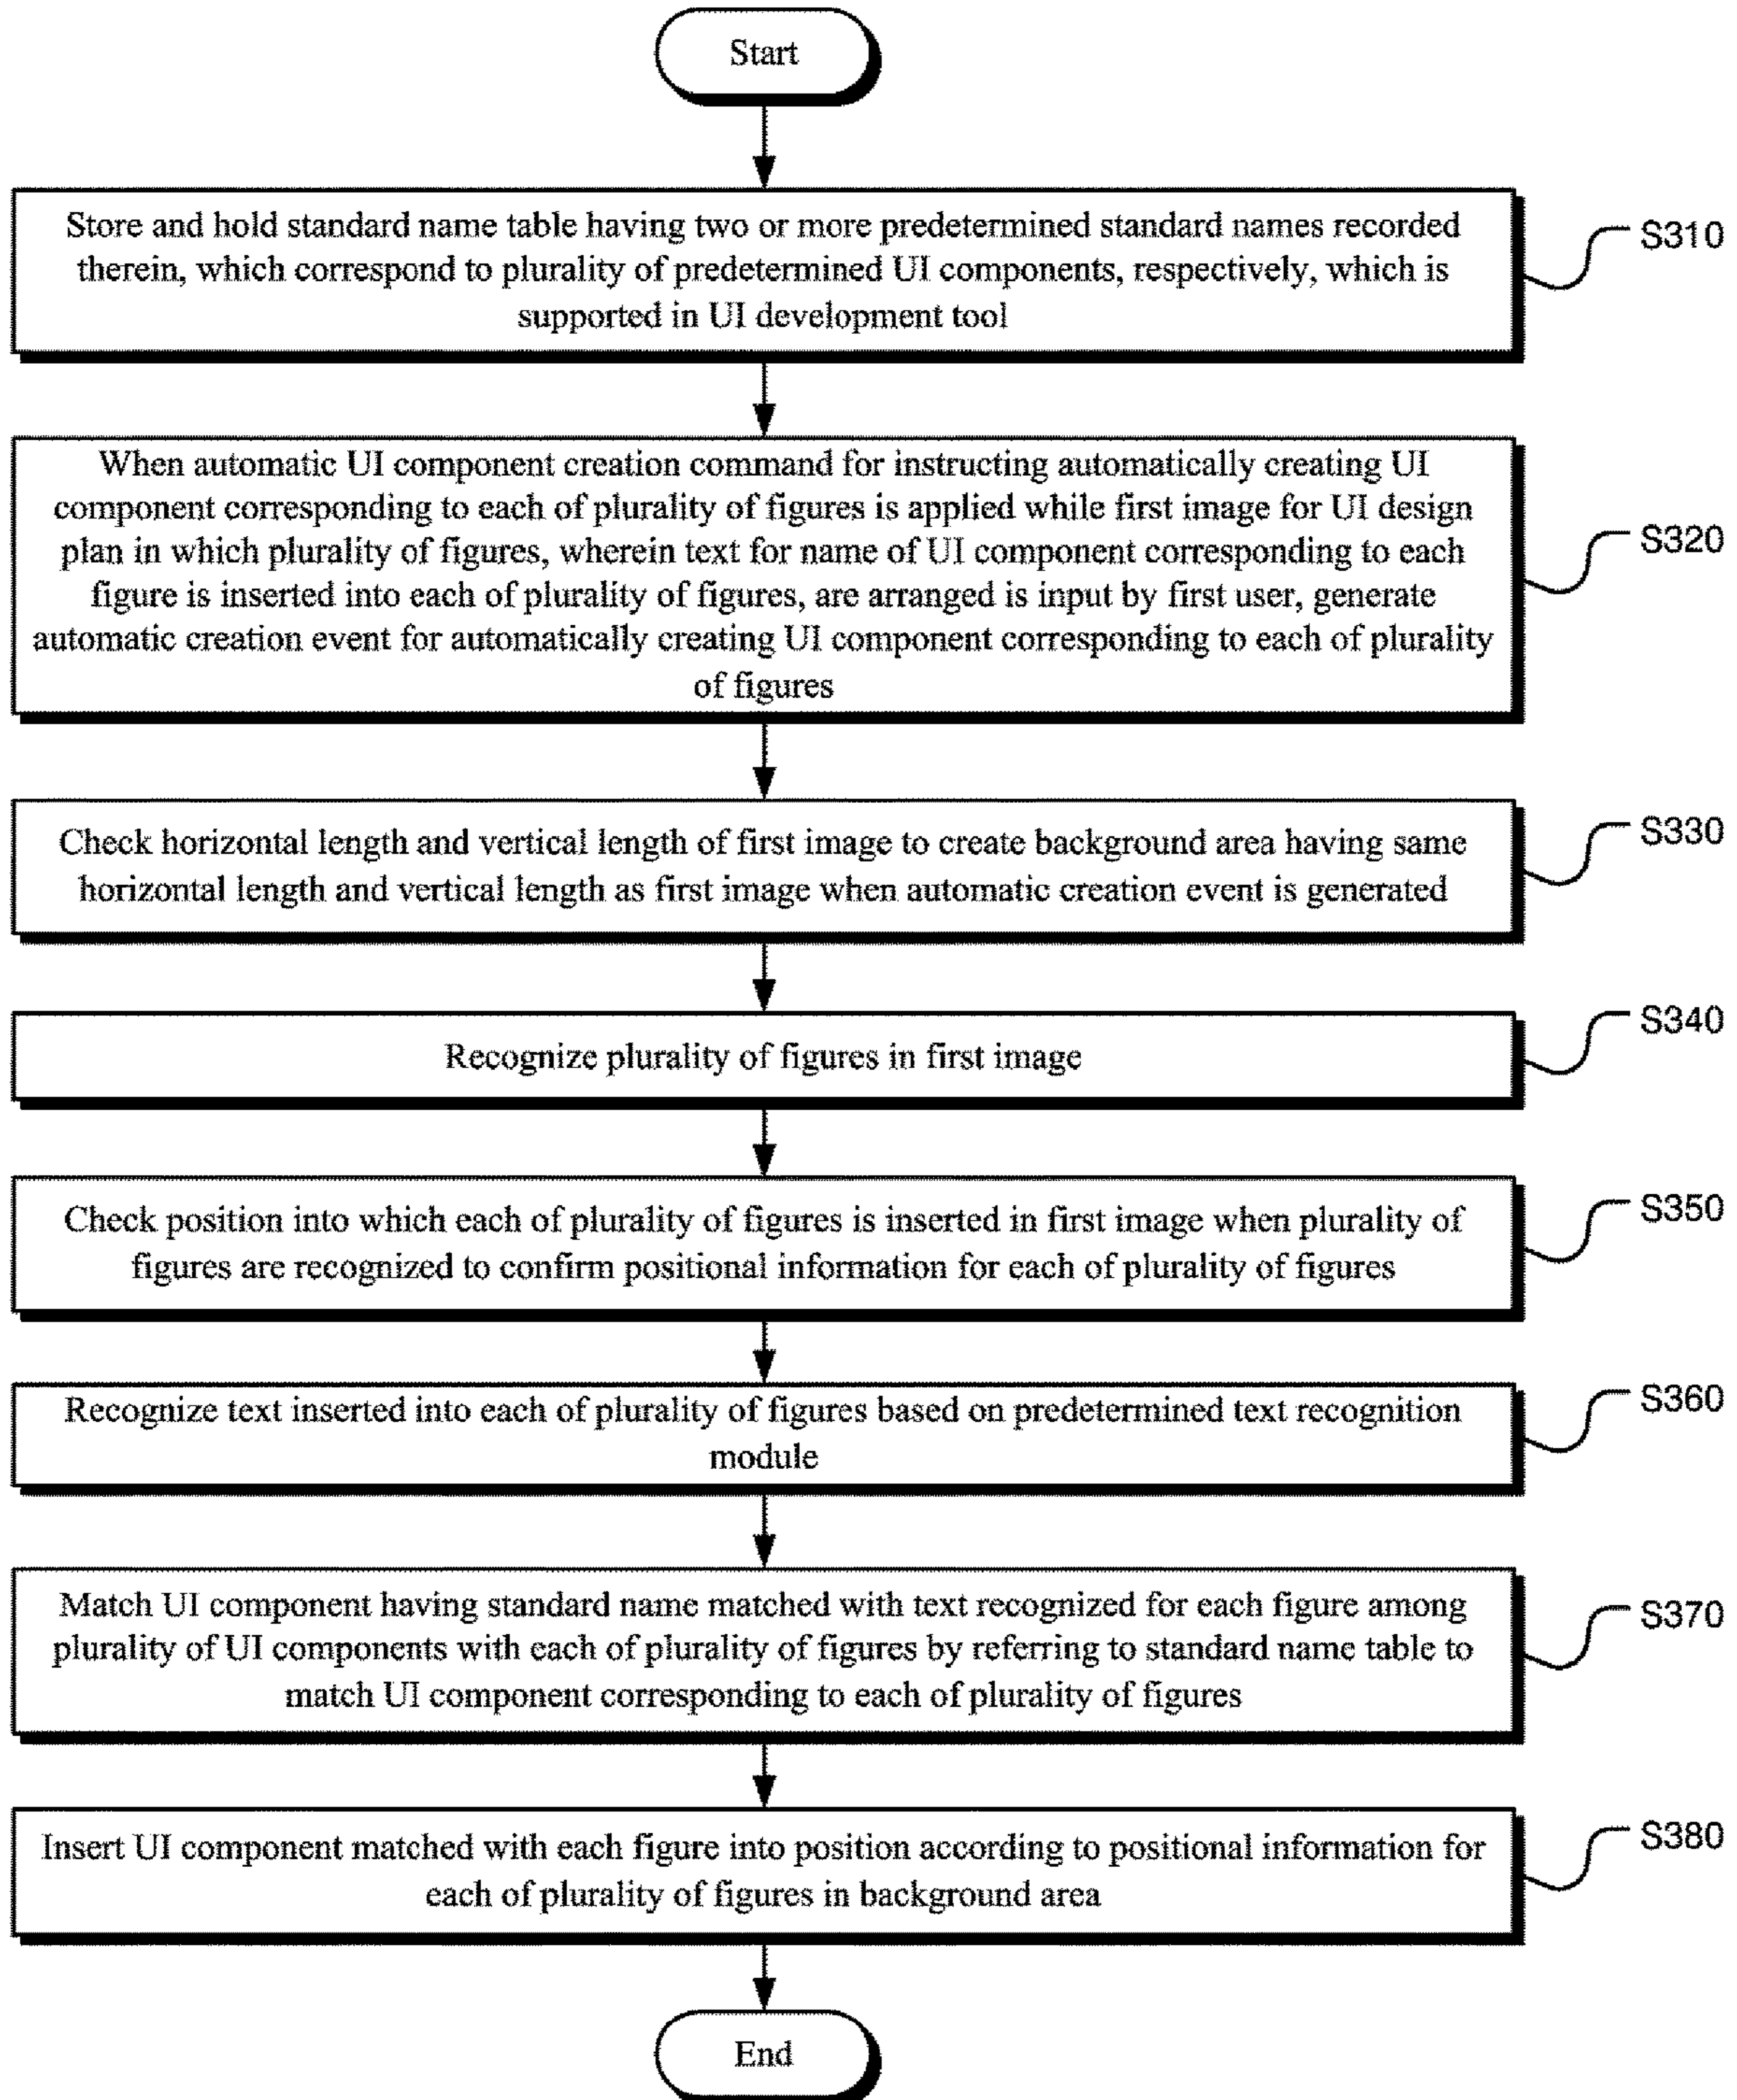 Start
Store and hold standard name table having two or more predetermined standard names recorded
therein, which correspond to plurality of predetermined UI components, respectively, which is
supported in UI development tool
S310
When automatic UI component creation command for instructing automatically creating UI
component corresponding to each of plurality of figures is applied while first image for UI design
plan in which plurality of figures, wherein text for name of UI component corresponding to each
figure is inserted into each of plurality of figures, are arranged is input by first user, generate
automatic creation event for automatically creating UI component corresponding to each of plurality
of figures
S320
Check horizontal length and vertical length of first image to create background area having same
horizontal length and vertical length as first image when automatic creation event is generated
S330
Recognize plurality of figures in first image
S340
Check position into which each of plurality of figures is inserted in first image when plurality of
figures are recognized to confirm positional information for each of plurality of figures
S350
Recognize text inserted into each of plurality of figures based on predetermined text recognition
module
S360
Match UI component having standard name matched with text recognized for each figure among
plurality of UI components with each of plurality of figures by referring to standard name table to
match UI component corresponding to each of plurality of figures
S370
Insert UI component matched with each figure into position according to positional information for
each of plurality of figures in background area
S380
End